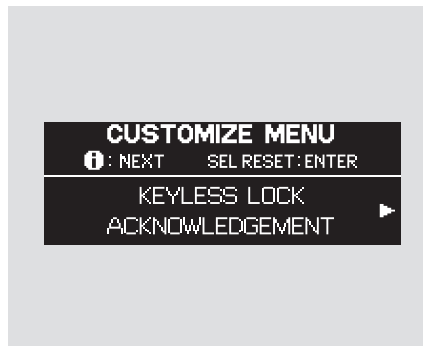 CUSTOMIZE MENU
i : NEXT SEL RESET : ENTER
KEYLESS LOCK
ACKNOWLEDGEMENT